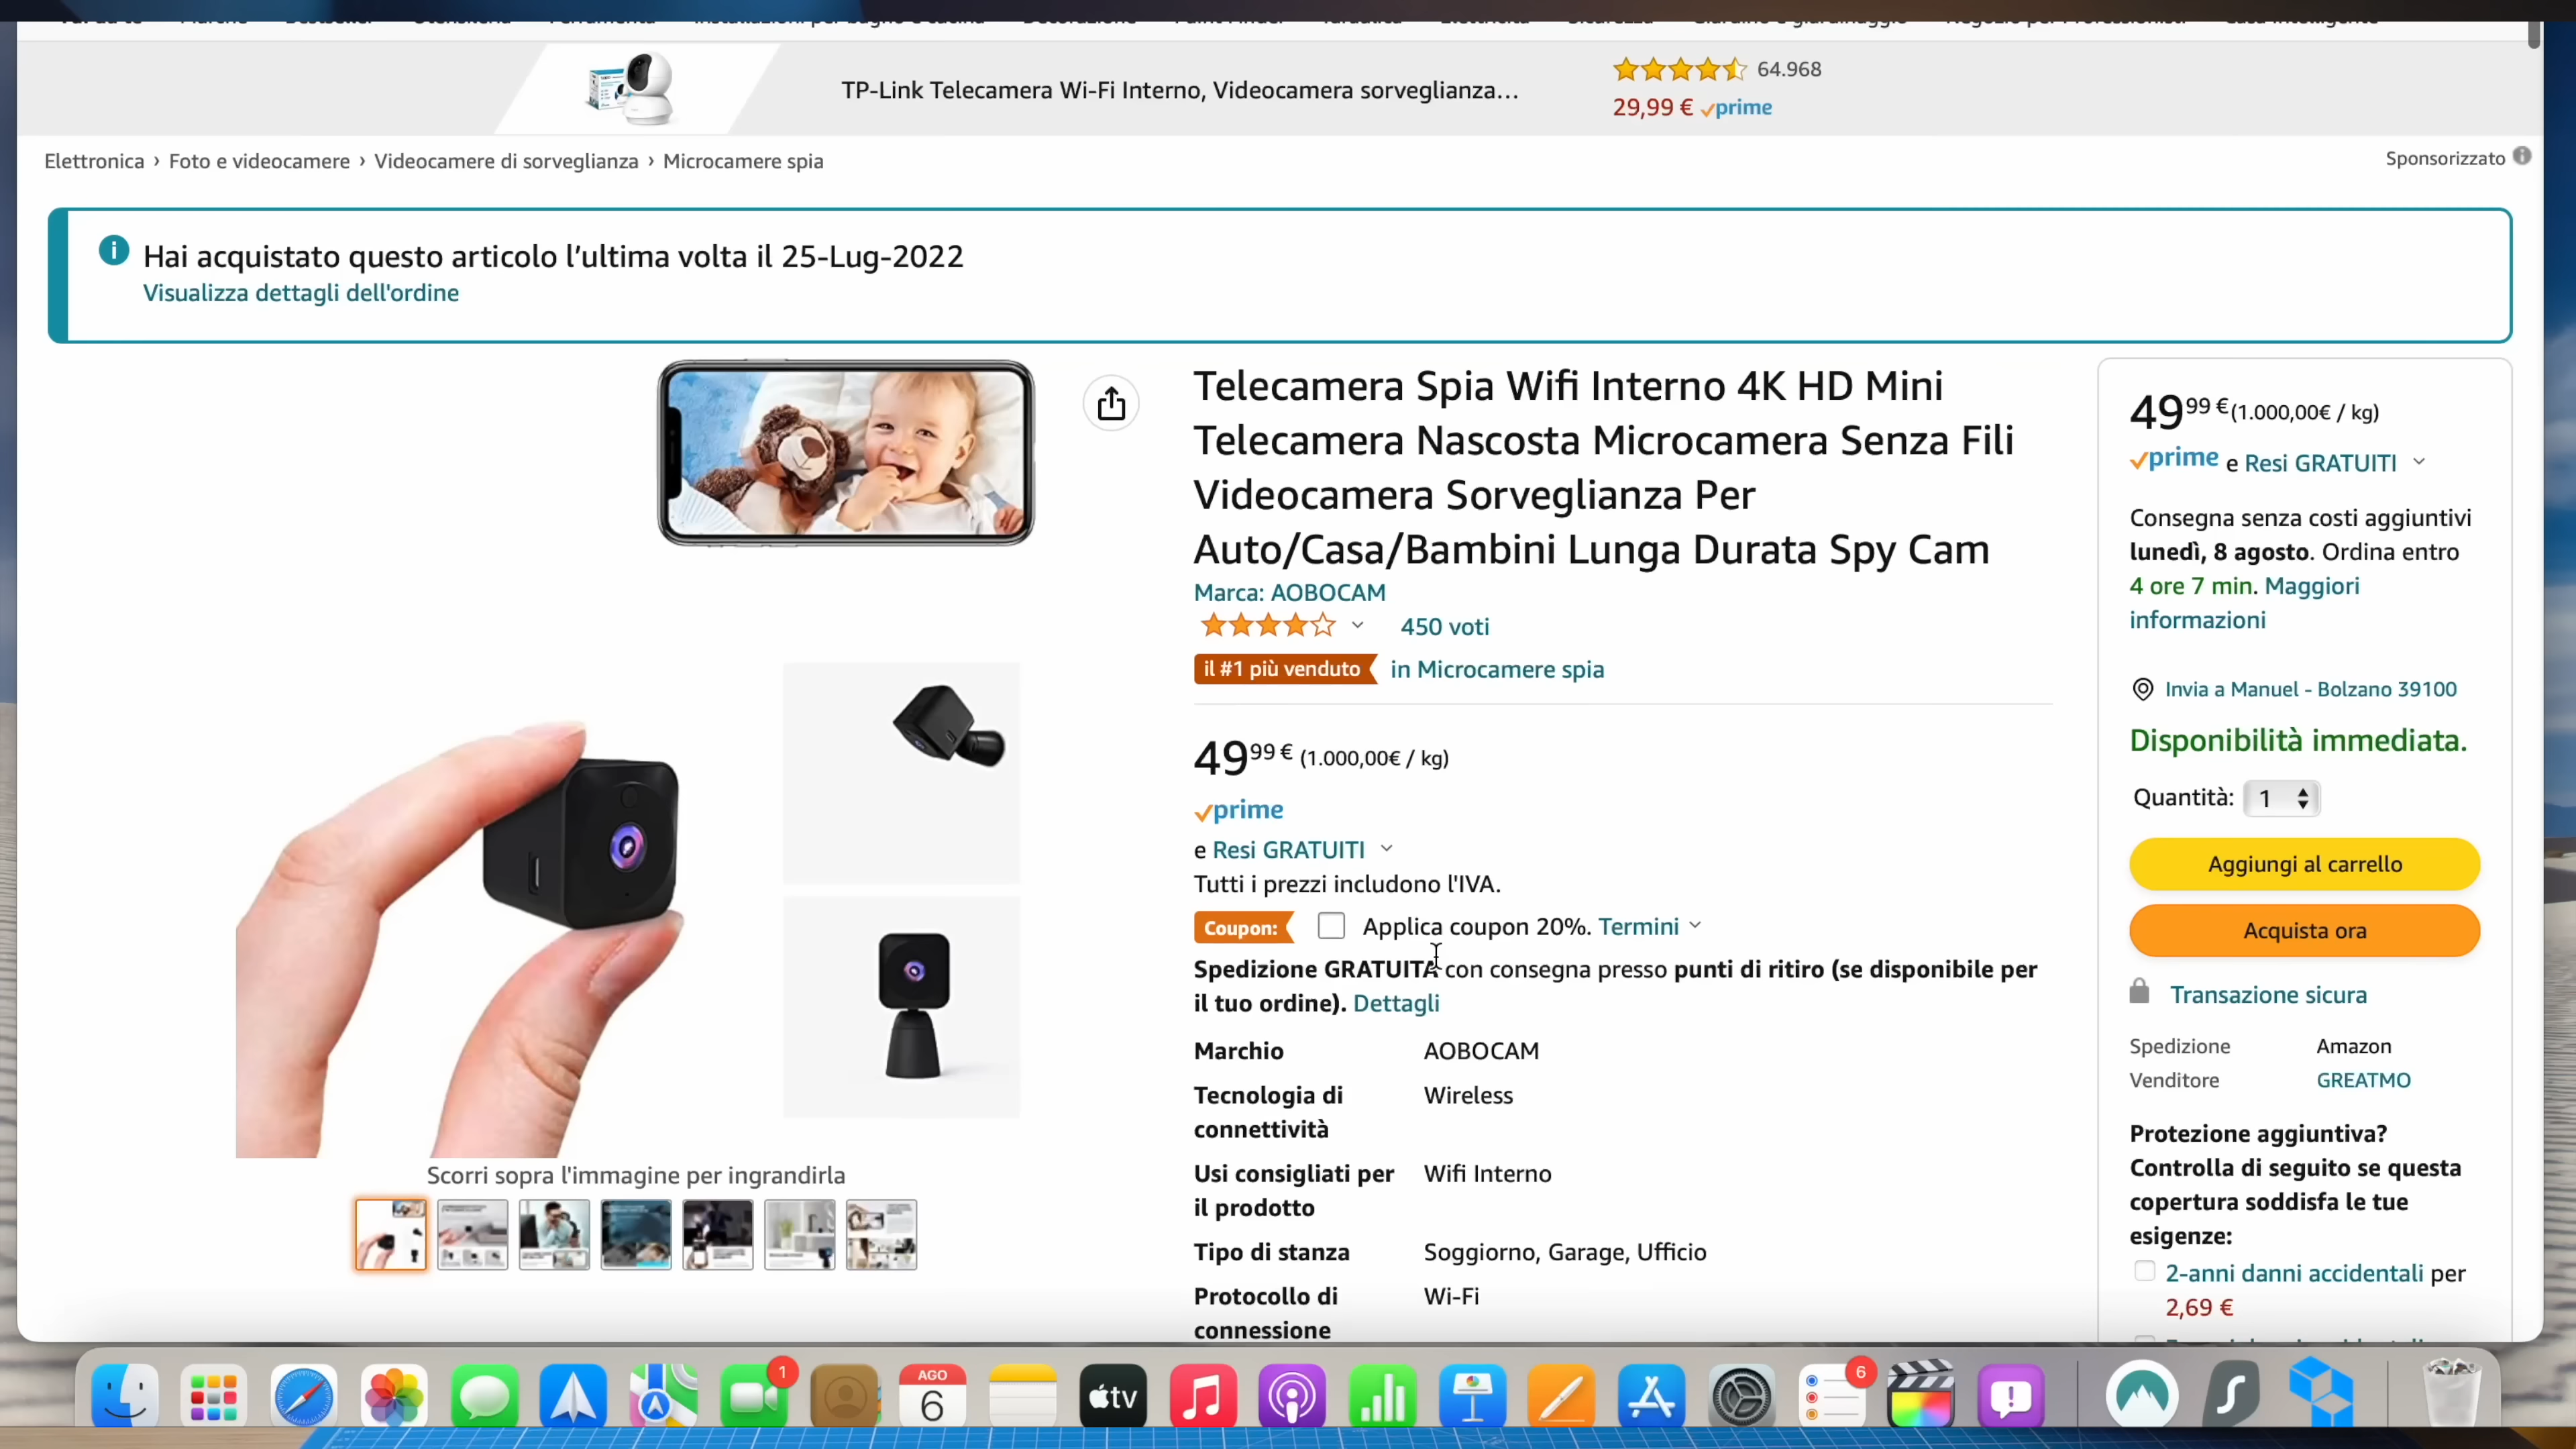 TP-Link Telecamera Wi-Fi Interno, Videocamera sorveglianza...
64.968
29,99 € prime
Elettronica › Foto e videocamere › Videocamere di sorveglianza › Microcamere spia
Sponsorizzato
Hai acquistato questo articolo l'ultima volta il 25-Lug-2022
Visualizza dettagli dell'ordine
Telecamera Spia Wifi Interno 4K HD Mini
Telecamera Nascosta Microcamera Senza Fili
Videocamera Sorveglianza Per
Auto/Casa/Bambini Lunga Durata Spy Cam
Marca: AOBOCAM
450 voti
il #1 più venduto in Microcamere spia
49 99 € (1.000,00€ / kg)
prime
e Resi GRATUITI
Tutti i prezzi includono l'IVA.
Coupon: Applica coupon 20%. Termini
Spedizione GRATUITA con consegna presso punti di ritiro (se disponibile per
il tuo ordine). Dettagli
Marchio AOBOCAM
Tecnologia di connettività Wireless
Usi consigliati per il prodotto Wifi Interno
Tipo di stanza Soggiorno, Garage, Ufficio
Protocollo di connessione Wi-Fi
Scorri sopra l'immagine per ingrandirla
49 99 € (1.000,00€ / kg)
prime e Resi GRATUITI
Consegna senza costi aggiuntivi
lunedì, 8 agosto. Ordina entro
4 ore 7 min. Maggiori
informazioni
Invia a Manuel - Bolzano 39100
Disponibilità immediata.
Quantità: 1
Aggiungi al carrello
Acquista ora
Transazione sicura
Spedizione Amazon
Venditore GREATMO
Protezione aggiuntiva?
Controlla di seguito se questa
copertura soddisfa le tue
esigenze:
2-anni danni accidentali per
2,69 €
1
AGO
6
tv
6